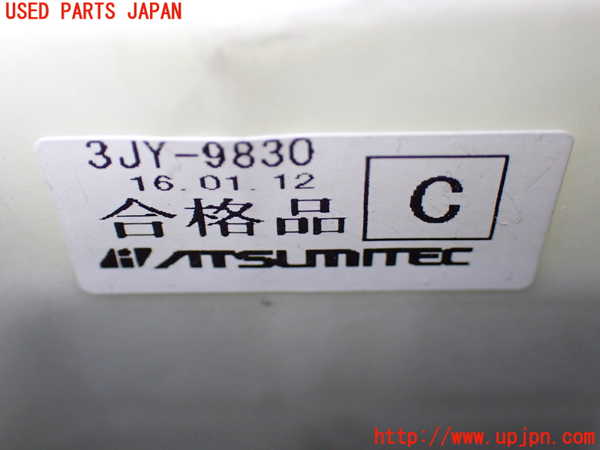 USED PARTS JAPAN
3JY-9830
C
16.01.12
合格品
ATSUMITEC
http://www.upjpn.com/